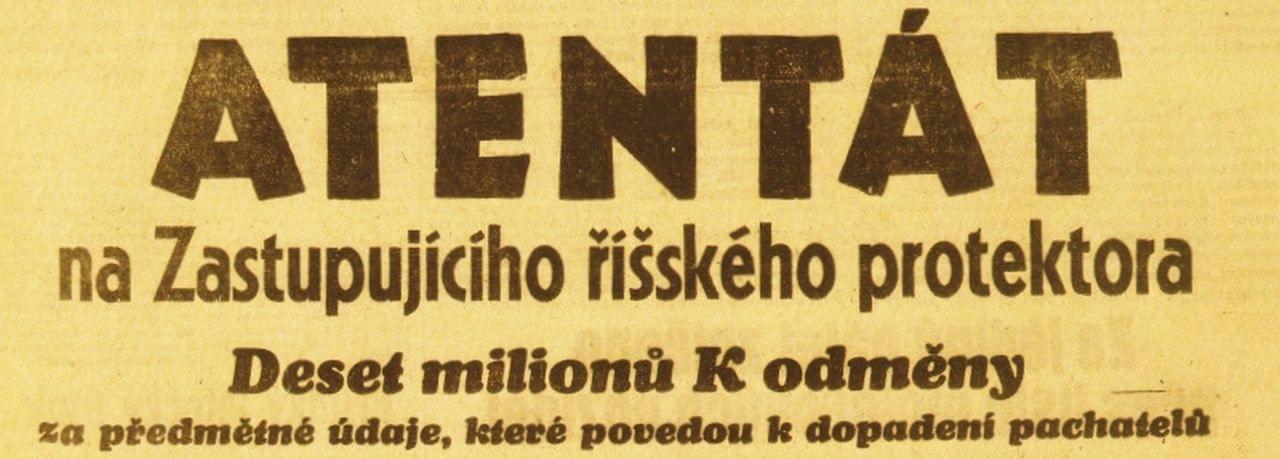 ATENTÁT
na Zastupujícího říšského protektora
Deset milionů K odměny
za předmětné údaje, které povedou k dopadení pachatelů